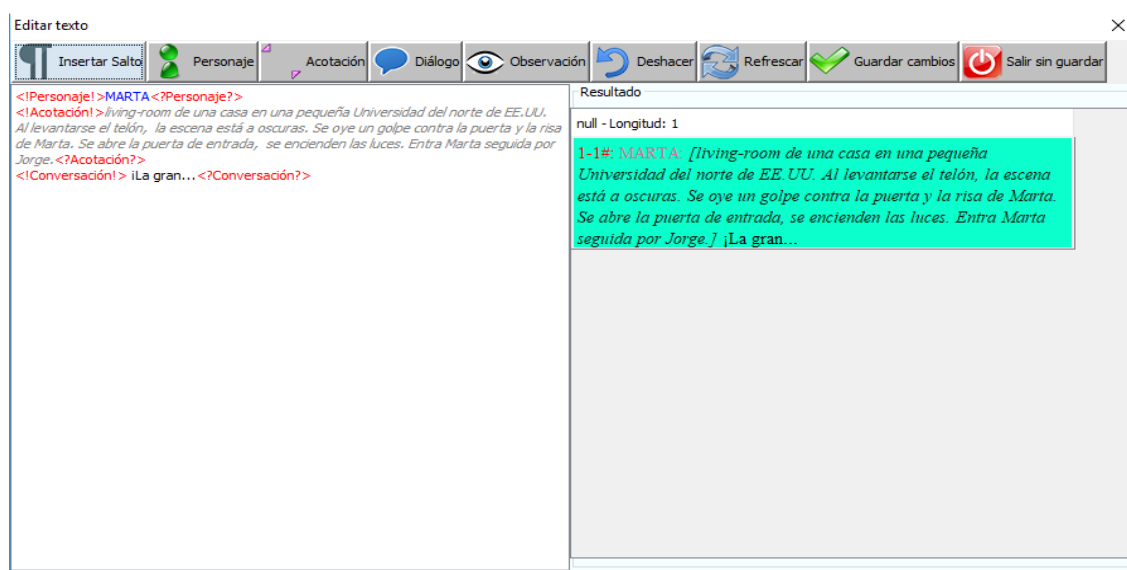 Editar texto
Insertar Salto Personaje Acotación Diálogo Observación Deshacer Refrescar Guardar cambios Salir sin guardar
<!Personaje!>MARTA<?Personaje?>
<!Acotación!>living-room de una casa en una pequeña Universidad del norte de EE.UU.
Al levantarse el telón, la escena está a oscuras. Se oye un golpe contra la puerta y la risa
de Marta. Se abre la puerta de entrada, se encienden las luces. Entra Marta seguida por
Jorge.<?Acotación?>
<!Conversación!> ¡La gran...<?Conversación?>
Resultado
null - Longitud: 1
1-1#: MARTA: [living-room de una casa en una pequeña
Universidad del norte de EE.UU. Al levantarse el telón, la escena
está a oscuras. Se oye un golpe contra la puerta y la risa de Marta.
Se abre la puerta de entrada, se encienden las luces. Entra Marta
seguida por Jorge.] ¡La gran...